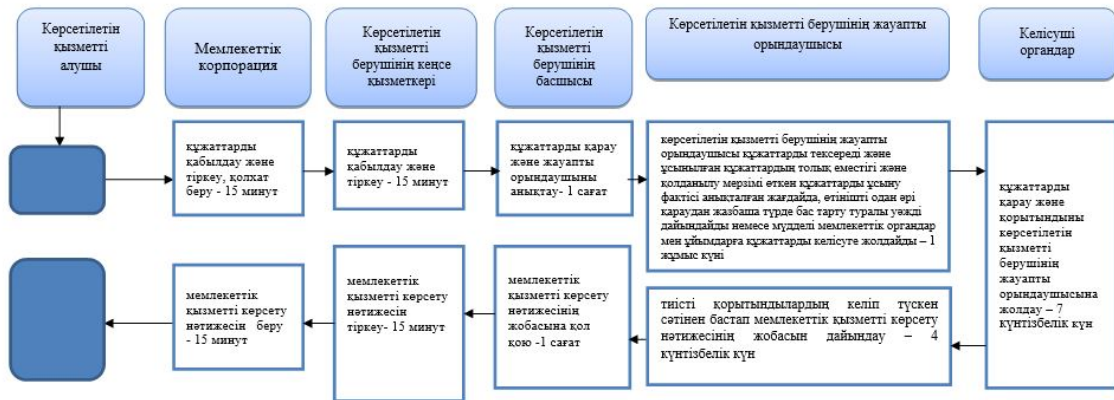 Көрсетілетін
қызметті
алушы
Мемлекеттік
корпорация
Көрсетілетін
қызметті
берушінің кеңсе
қызметкері
Көрсетілетін
қызметті
берушінің
басшысы
Көрсетілетін қызметті берушінің жауапты
орындаушысы
Келісуші
органдар
құжаттарды
қабылдау және
тіркеу, қолхат
беру - 15 минут
құжаттарды
қабылдау және
тіркеу - 15 минут
құжаттарды қарау
және жауапты
орындаушыны
анықтау- 1 сағат
көрсетілетін қызметті берушінің жауапты
орындаушысы құжаттарды тексереді және
ұсынылған құжаттардың толық еместігі және
қолданылу мерзімі өткен құжаттарды ұсыну
фактісі анықталған жағдайда, өтінішті одан әрі
қараудан жазбаша түрде бас тарту туралы уәжді
дайындайды немесе мүдделі мемлекеттік органдар
мен ұйымдарға құжаттарды келісуге жолдайды – 1
жұмыс күні
құжаттарды
қарау және
қорытындыны
көрсетілетін
қызметті
берушінің
жауапты
орындаушысына
жолдау – 7
күнтізбелік күн
мемлекеттік
қызметті көрсету
нәтижесін беру
- 15 минут
мемлекеттік
қызметті көрсету
нәтижесін
тіркеу- 15 минут
мемлекеттік
қызметті көрсету
нәтижесінің
жобасына қол
қою -1 сағат
тиісті қорытындылардың келіп түскен
сәтінен бастап мемлекеттік қызметті көрсету
нәтижесінің жобасын дайындау – 4
күнтізбелік күн